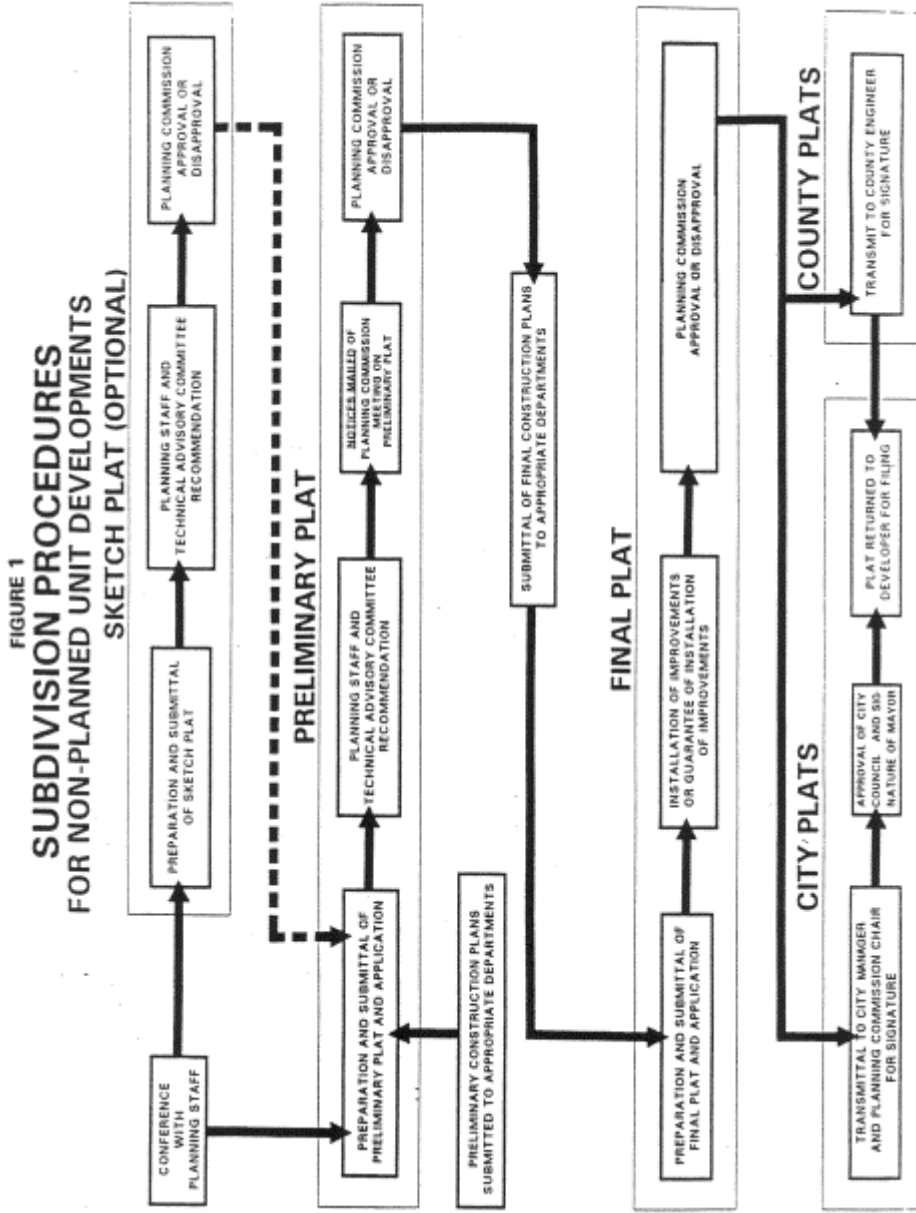 FIGURE 1
SUBDIVISION PROCEDURES
FOR NON-PLANNED UNIT DEVELOPMENTS
SKETCH PLAT (OPTIONAL)
CONFERENCE
WITH
PLANNING STAFF
PREPARATION AND SUBMITTAL
OF SKETCH PLAT
PLANNING STAFF AND
TECHNICAL ADVISORY COMMITTEE
RECOMMENDATION
PLANNING COMMISSION
APPROVAL OR
DISAPPROVAL
PRELIMINARY PLAT
PREPARATION AND SUBMITTAL OF
PRELIMINARY PLAT AND APPLICATION
PLANNING STAFF AND
TECHNICAL ADVISORY COMMITTEE
RECOMMENDATION
NOTICES MAILED OF
PLANNING COMMISSION
MEETING ON
PRELIMINARY PLAT
PLANNING COMMISSION
APPROVAL OR
DISAPPROVAL
PRELIMINARY CONSTRUCTION PLANS
SUBMITTED TO APPROPRIATE DEPARTMENTS
SUBMITTAL OF FINAL CONSTRUCTION PLANS
TO APPROPRIATE DEPARTMENTS
FINAL PLAT
PREPARATION AND SUBMITTAL OF
FINAL PLAT AND APPLICATION
INSTALLATION OF IMPROVEMENTS
OR GUARANTEE OF INSTALLATION
OF IMPROVEMENTS
PLANNING COMMISSION
APPROVAL OR DISAPPROVAL
CITY PLATS
COUNTY PLATS
TRANSMITTAL TO CITY MANAGER
AND PLANNING COMMISSION CHAIR
FOR SIGNATURE
APPROVAL OF CITY
COUNCIL AND SIG
NATURE OF MAYOR
PLAT RETURNED TO
DEVELOPER FOR FILING
TRANSMIT TO COUNTY ENGINEER
FOR SIGNATURE